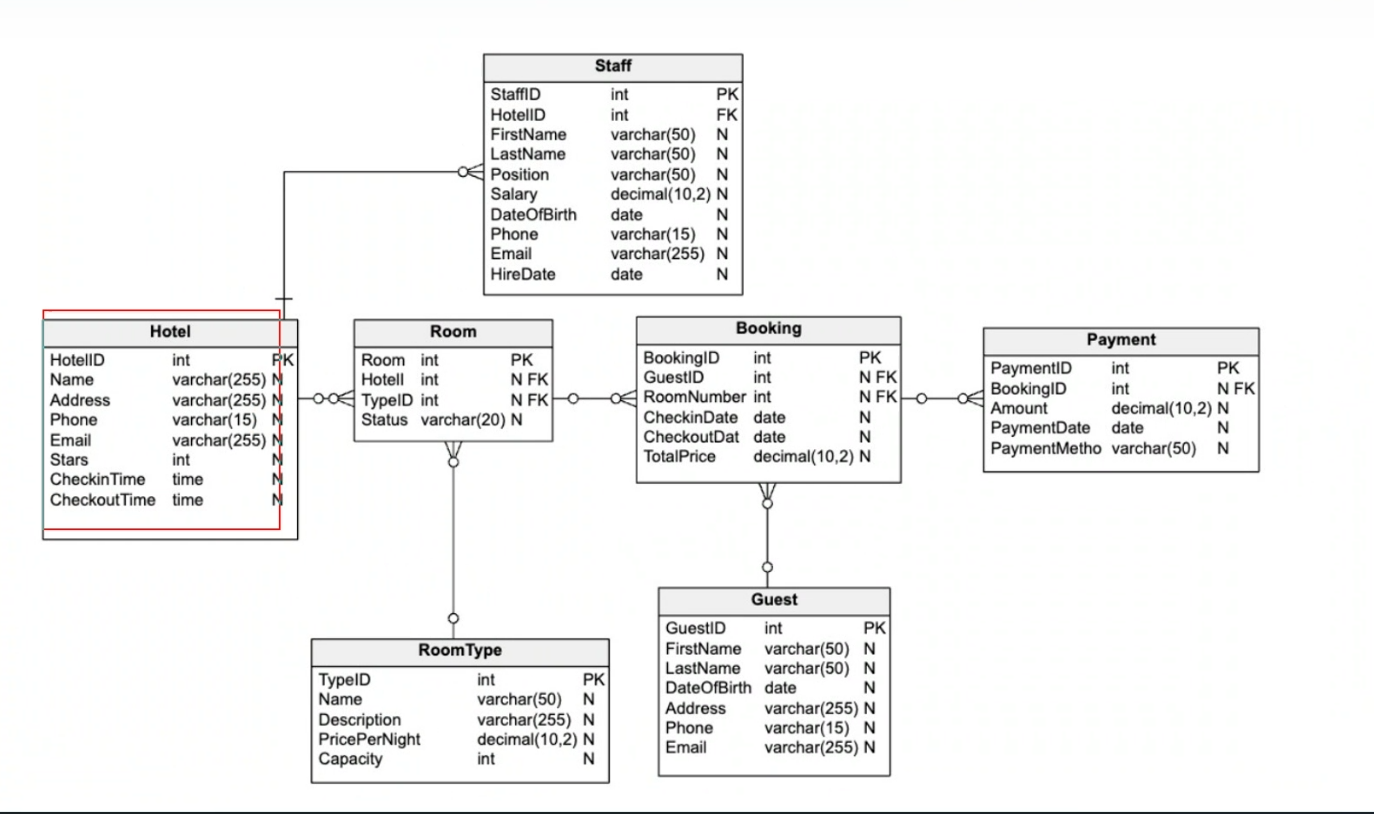 Staff
StaffID int PK
HotelID int FK
FirstName varchar(50) N
LastName varchar(50) N
Position varchar(50) N
Salary decimal(10,2) N
DateOfBirth date N
Phone varchar(15) N
Email varchar(255) N
HireDate date N
Hotel
HotelID int PK
Name varchar(255) N
Address varchar(255) N
Phone varchar(15) N
Email varchar(255) N
Stars int N
CheckinTime time N
CheckoutTime time N
Room
Room int PK
HotelI int N FK
TypeID int N FK
Status varchar(20) N
Booking
BookingID int PK
GuestID int N FK
RoomNumber int N FK
CheckinDate date N
CheckoutDat date N
TotalPrice decimal(10,2) N
Payment
PaymentID int PK
BookingID int N FK
Amount decimal(10,2) N
PaymentDate date N
PaymentMetho varchar(50) N
RoomType
TypeID int PK
Name varchar(50) N
Description varchar(255) N
PricePerNight decimal(10,2) N
Capacity int N
Guest
GuestID int PK
FirstName varchar(50) N
LastName varchar(50) N
DateOfBirth date N
Address varchar(255) N
Phone varchar(15) N
Email varchar(255) N